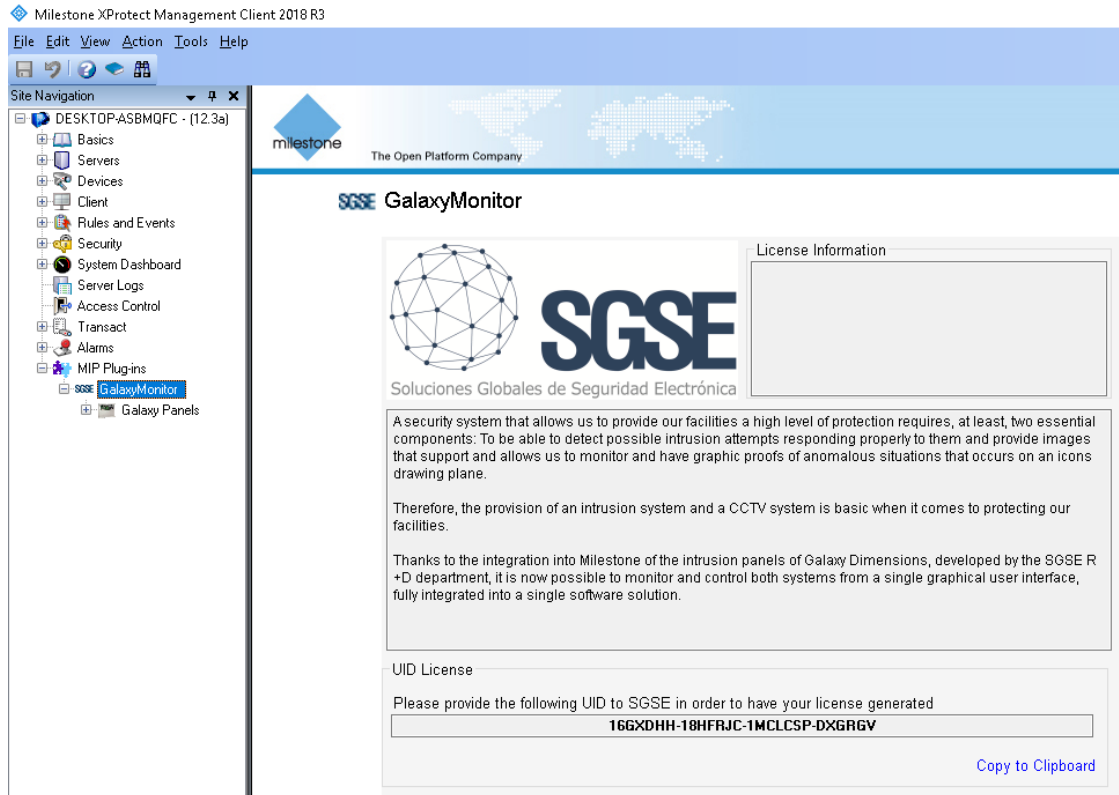 Milestone XProtect Management Client 2018 R3
File Edit View Action Tools Help
Site Navigation
DESKTOP-ASBMQFC - (12.3a)
Basics
Servers
Devices
Client
Rules and Events
Security
System Dashboard
Server Logs
Access Control
Transact
Alarms
MIP Plug-ins
SGSE GalaxyMonitor
Galaxy Panels
milestone
The Open Platform Company
SGSE GalaxyMonitor
SGSE
Soluciones Globales de Seguridad Electrónica
License Information
A security system that allows us to provide our facilities a high level of protection requires, at least, two essential
components: To be able to detect possible intrusion attempts responding properly to them and provide images
that support and allows us to monitor and have graphic proofs of anomalous situations that occurs on an icons
drawing plane.
Therefore, the provision of an intrusion system and a CCTV system is basic when it comes to protecting our
facilities.
Thanks to the integration into Milestone of the intrusion panels of Galaxy Dimensions, developed by the SGSE R
+D department, it is now possible to monitor and control both systems from a single graphical user interface,
fully integrated into a single software solution.
UID License
Please provide the following UID to SGSE in order to have your license generated
16GXDHH-18HFRJC-1MCLCSP-DXGRGV
Copy to Clipboard